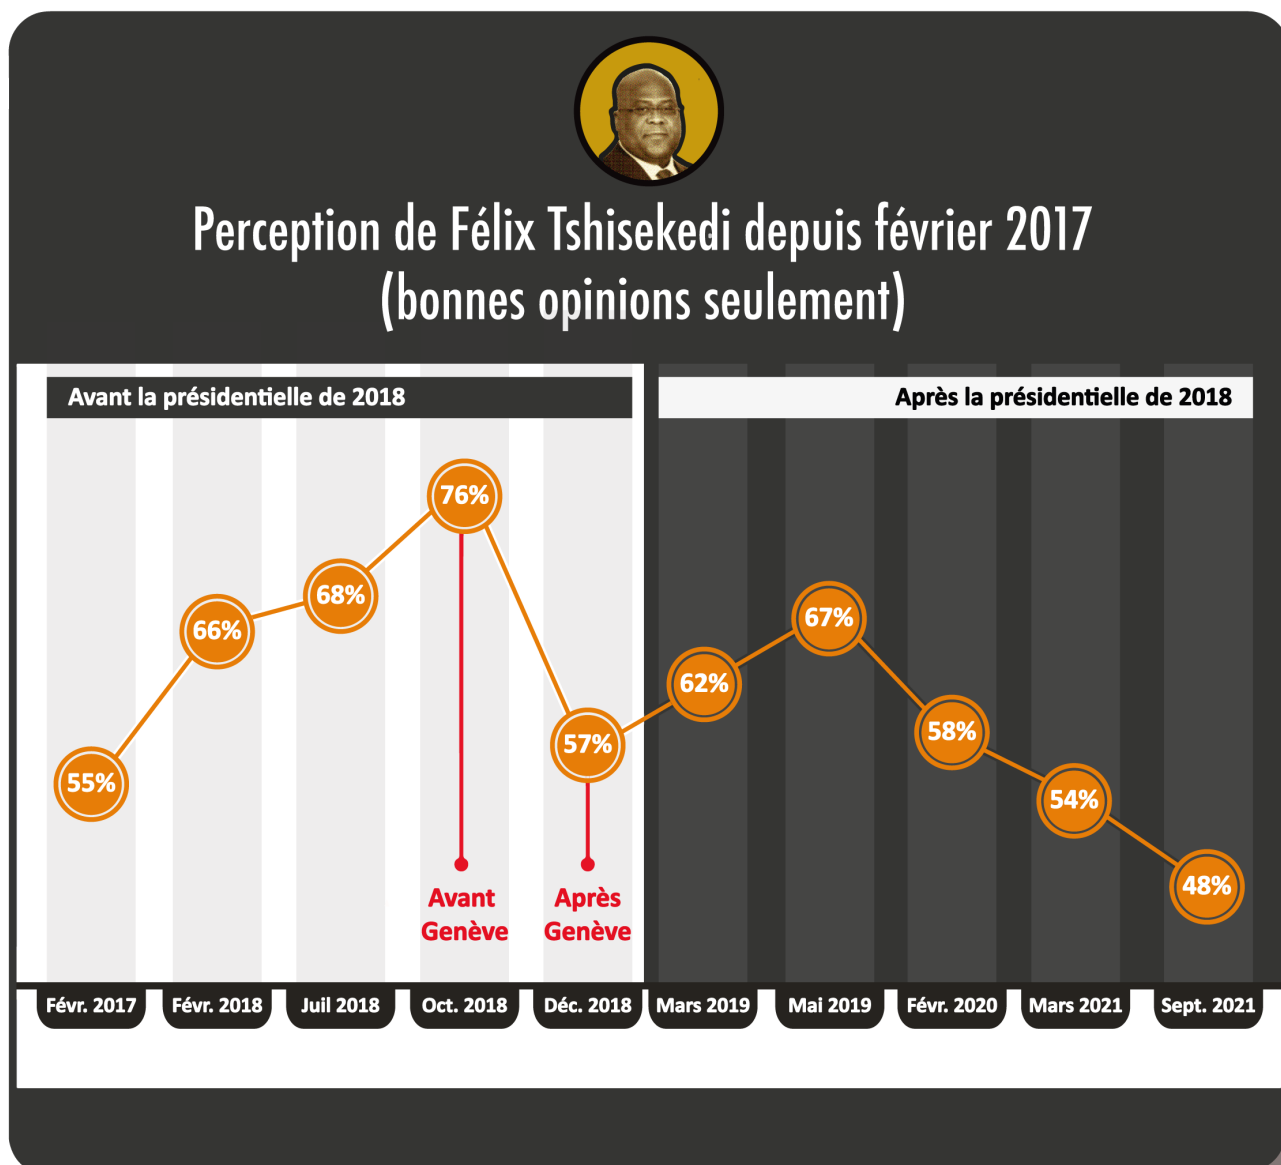 Perception de Félix Tshisekedi depuis février 2017
(bonnes opinions seulement)
Avant la présidentielle de 2018
Après la présidentielle de 2018
55%
66%
68%
76%
57%
62%
67%
58%
54%
48%
Avant
Genève
Après
Genève
Févr. 2017
Févr. 2018
Juil 2018
Oct. 2018
Déc. 2018
Mars 2019
Mai 2019
Févr. 2020
Mars 2021
Sept. 2021